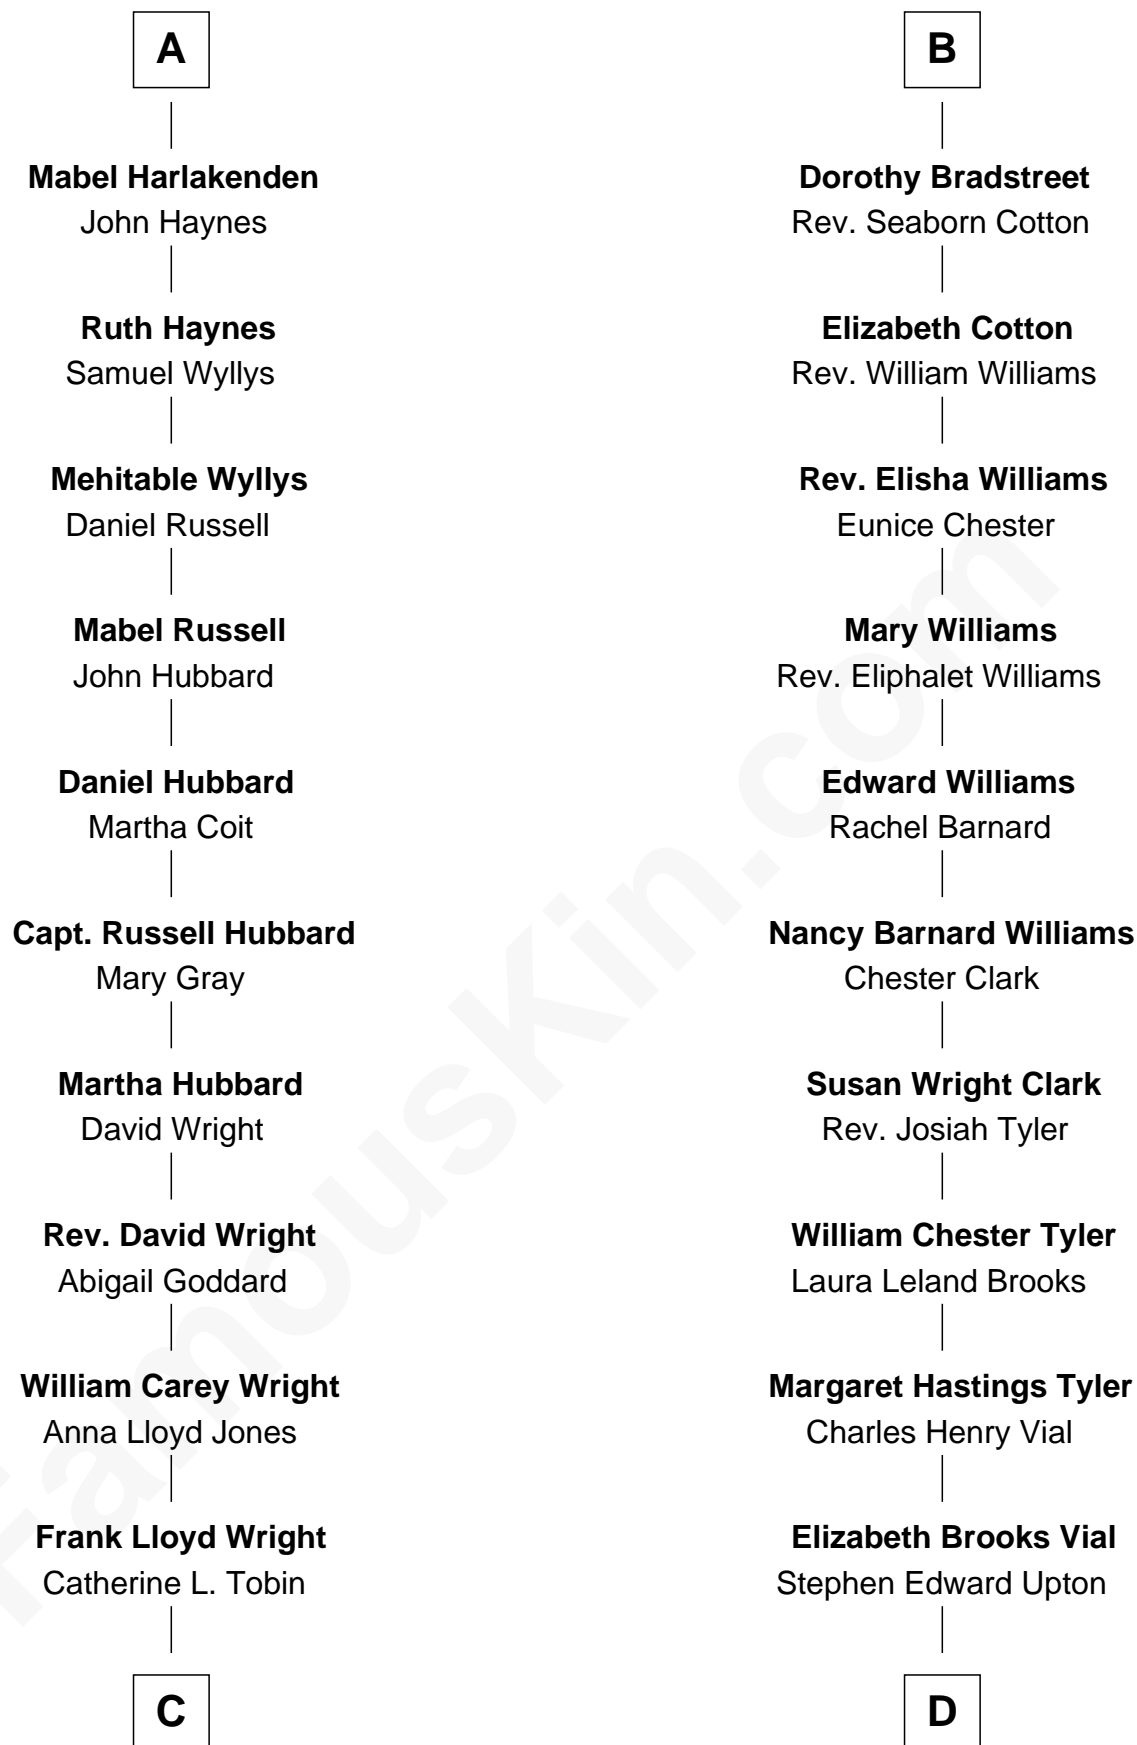 A
Mabel Harlakenden
John Haynes
Ruth Haynes
Samuel Wyllys
Mehitable Wyllys
Daniel Russell
Mabel Russell
John Hubbard
Daniel Hubbard
Martha Coit
Capt. Russell Hubbard
Mary Gray
Martha Hubbard
David Wright
Rev. David Wright
Abigail Goddard
William Carey Wright
Anna Lloyd Jones
Frank Lloyd Wright
Catherine L. Tobin
C
B
Dorothy Bradstreet
Rev. Seaborn Cotton
Elizabeth Cotton
Rev. William Williams
Rev. Elisha Williams
Eunice Chester
Mary Williams
Rev. Eliphalet Williams
Edward Williams
Rachel Barnard
Nancy Barnard Williams
Chester Clark
Susan Wright Clark
Rev. Josiah Tyler
William Chester Tyler
Laura Leland Brooks
Margaret Hastings Tyler
Charles Henry Vial
Elizabeth Brooks Vial
Stephen Edward Upton
D
FamousKin.com